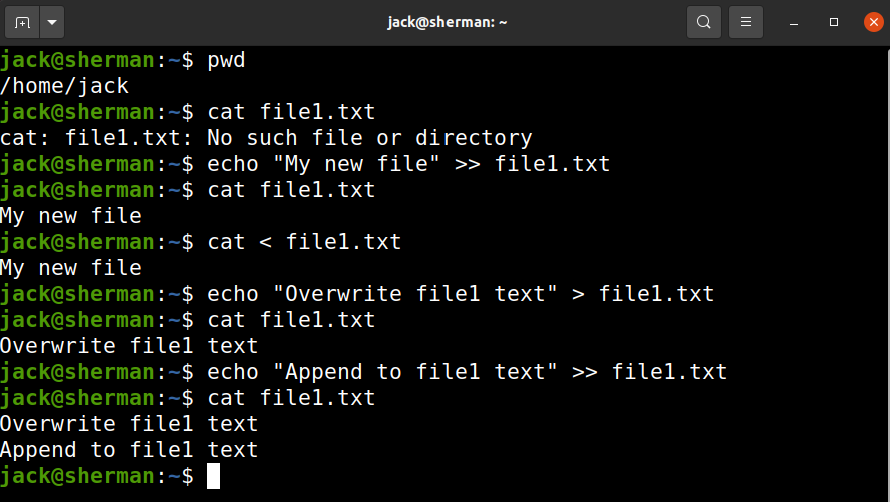 jack@sherman: ~
jack@sherman:~$ pwd
/home/jack
jack@sherman:~$ cat file1.txt
cat: file1.txt: No such file or directory
jack@sherman:~$ echo "My new file" >> file1.txt
jack@sherman:~$ cat file1.txt
My new file
jack@sherman:~$ cat < file1.txt
My new file
jack@sherman:~$ echo "Overwrite file1 text" > file1.txt
jack@sherman:~$ cat file1.txt
Overwrite file1 text
jack@sherman:~$ echo "Append to file1 text" >> file1.txt
jack@sherman:~$ cat file1.txt
Overwrite file1 text
Append to file1 text
jack@sherman:~$